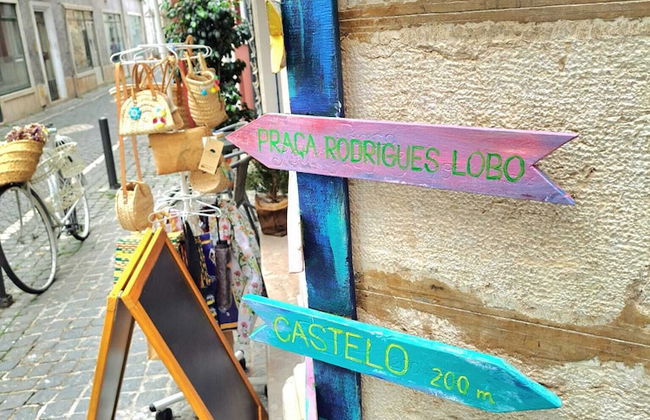 PRAÇA RODRIGUES LOBO
CASTELO 200 m